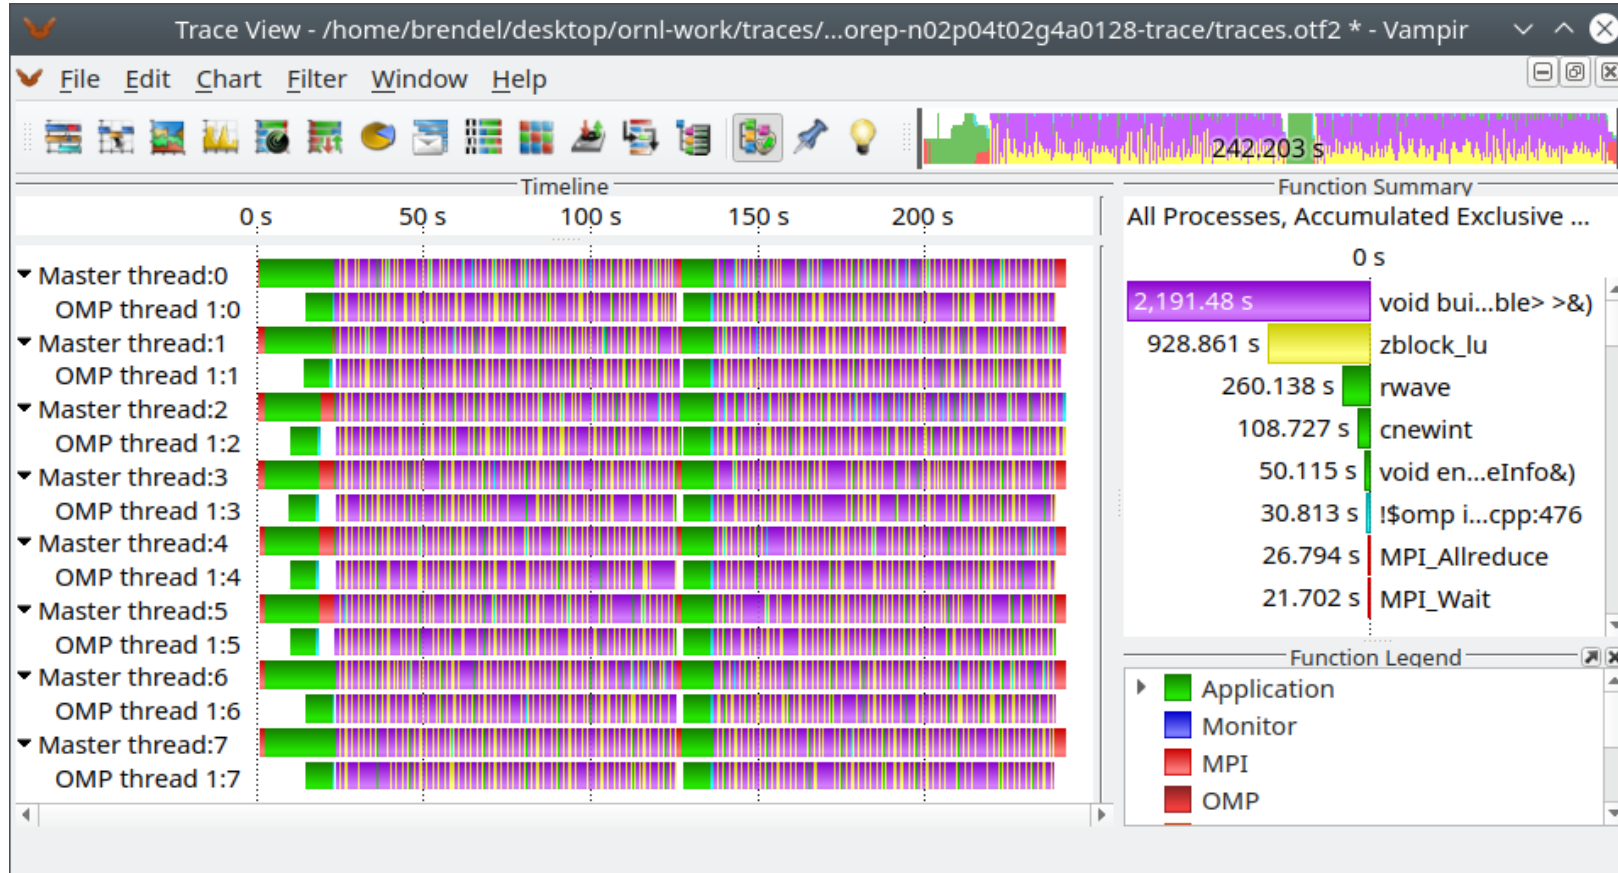 Trace View - /home/brendel/desktop/ornl-work/traces/...orep-n02p04t02g4a0128-trace/traces.otf2 * - Vampir
File Edit Chart Filter Window Help
242.203 s
Timeline
0 s 50 s 100 s 150 s 200 s
Master thread:0
OMP thread 1:0
Master thread:1
OMP thread 1:1
Master thread:2
OMP thread 1:2
Master thread:3
OMP thread 1:3
Master thread:4
OMP thread 1:4
Master thread:5
OMP thread 1:5
Master thread:6
OMP thread 1:6
Master thread:7
OMP thread 1:7
Function Summary
All Processes, Accumulated Exclusive ...
0 s
2,191.48 s void bui...ble> >&)
928.861 s zblock_lu
260.138 s rwave
108.727 s cnewint
50.115 s void en...eInfo&)
30.813 s !$omp i...cpp:476
26.794 s MPI_Allreduce
21.702 s MPI_Wait
Function Legend
Application
Monitor
MPI
OMP